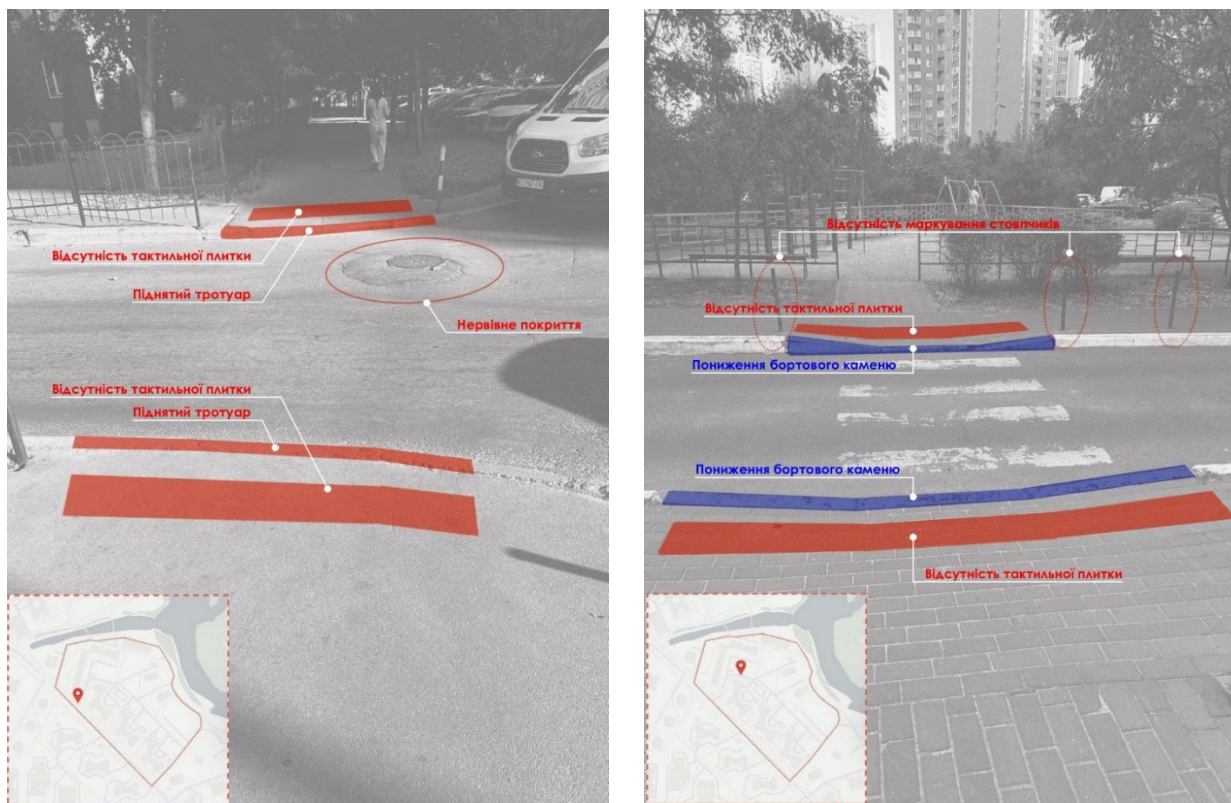 Відсутність тактильної плитки
Піднятий тротуар
Нервівне покриття
Відсутність тактильної плитки
Піднятий тротуар
Відсутність маркування стовпчиків
Відсутність тактильної плитки
Пониження бортового каменю
Пониження бортового каменю
Відсутність тактильної плитки